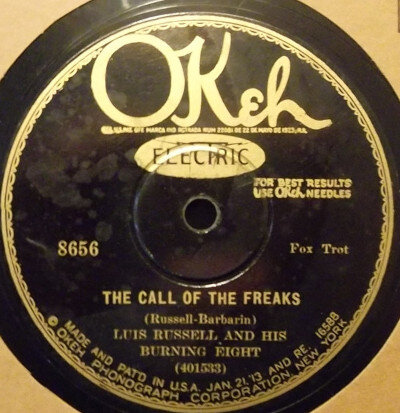 OKeh
ELECTRIC
FOR BEST RESULTS
USE OKeh NEEDLES
8656
Fox Trot
THE CALL OF THE FREAKS
(Russell-Barbarin)
LUIS RUSSELL AND HIS
BURNING EIGHT
(401533)
MADE AND PAT'D IN U.S.A. JAN. 21, '13 AND RE. 16588
© OKEH PHONOGRAPH CORPORATION, NEW YORK